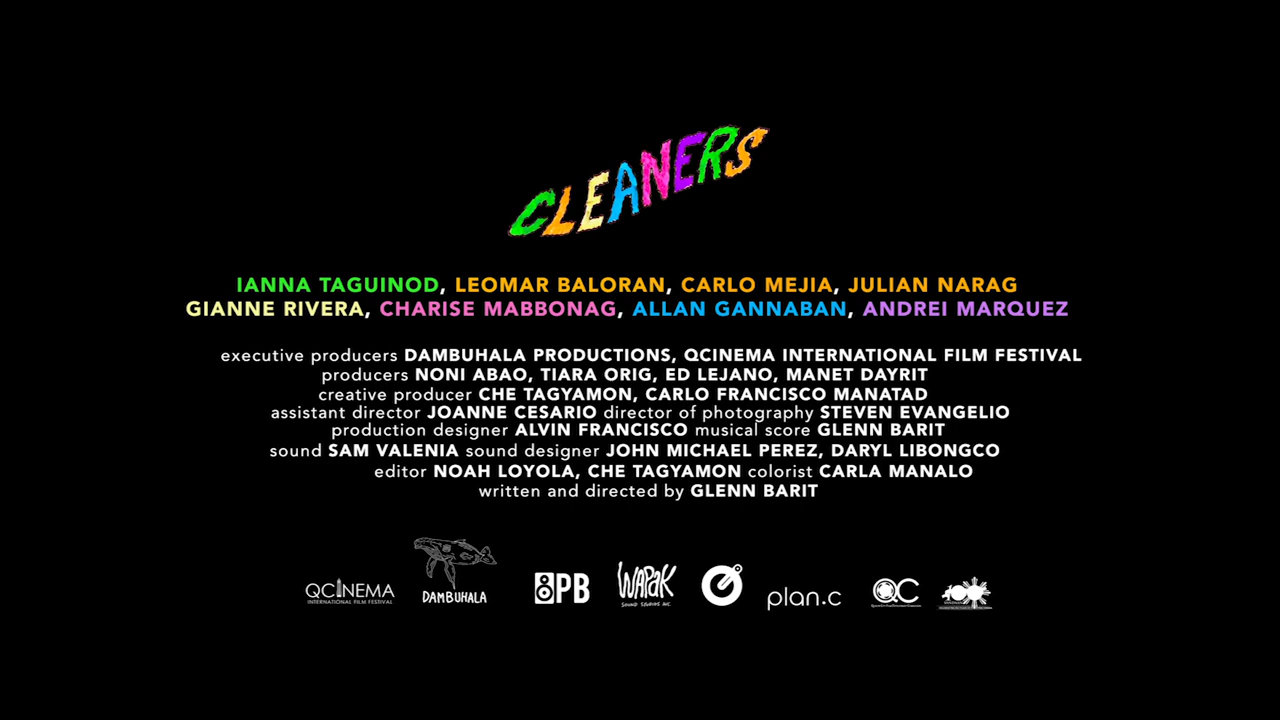 CLEANERS
IANNA TAGUINOD, LEOMAR BALORAN, CARLO MEJIA, JULIAN NARAG
GIANNE RIVERA, CHARISE MABBONAG, ALLAN GANNABAN, ANDREI MARQUEZ
executive producers DAMBUHALA PRODUCTIONS, QCINEMA INTERNATIONAL FILM FESTIVAL
producers NONI ABAO, TIARA ORIG, ED LEJANO, MANET DAYRIT
creative producer CHE TAGYAMON, CARLO FRANCISCO MANATAD
assistant director JOANNE CESARIO director of photography STEVEN EVANGELIO
production designer ALVIN FRANCISCO musical score GLENN BARIT
sound SAM VALENIA sound designer JOHN MICHAEL PEREZ, DARYL LIBONGCO
editor NOAH LOYOLA, CHE TAGYAMON colorist CARLA MANALO
written and directed by GLENN BARIT
QCINEMA
INTERNATIONAL FILM FESTIVAL
DAMBUHALA
PB
WAPAK
SOUND STUDIOS INC.
plan.c
QC
100